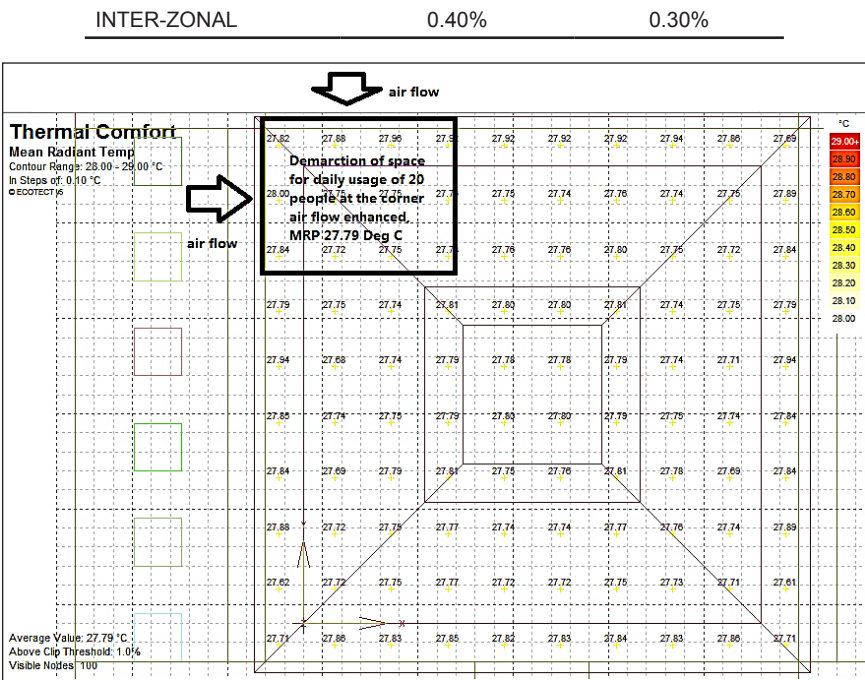 INTER-ZONAL 0.40% 0.30%
air flow
Thermal Comfort
Mean Radiant Temp
Contour Range: 28.00 - 29.00 °C
In Steps of: 0.10 °C
© ECOTECT
air flow
Demarction of space
for daily usage of 20
people at the corner
air flow enhanced,
MRP 27.79 Deg C
°C
29.00+
28.90
28.80
28.70
28.60
28.50
28.40
28.30
28.20
28.10
28.00
27.82 27.88 27.96 27.92 27.92 27.92 27.94 27.86 27.69
28.00 27.75 27.74 27.74 27.76 27.74 27.75 27.89
27.84 27.72 27.75 27.76 27.76 27.80 27.75 27.72 27.84
27.79 27.75 27.74 27.81 27.80 27.80 27.81 27.74 27.75 27.79
27.94 27.68 27.74 27.79 27.78 27.78 27.79 27.74 27.71 27.94
27.85 27.74 27.75 27.79 27.80 27.80 27.79 27.75 27.74 27.84
27.84 27.69 27.79 27.81 27.75 27.76 27.81 27.78 27.69 27.84
27.88 27.72 27.75 27.77 27.74 27.74 27.77 27.76 27.74 27.89
27.62 27.72 27.75 27.77 27.72 27.72 27.75 27.73 27.71 27.61
27.71 27.86 27.83 27.85 27.82 27.83 27.84 27.83 27.86 27.71
X
Average Value: 27.79 °C
Above Clip Threshold: 1.0%
Visible Nodes: 100